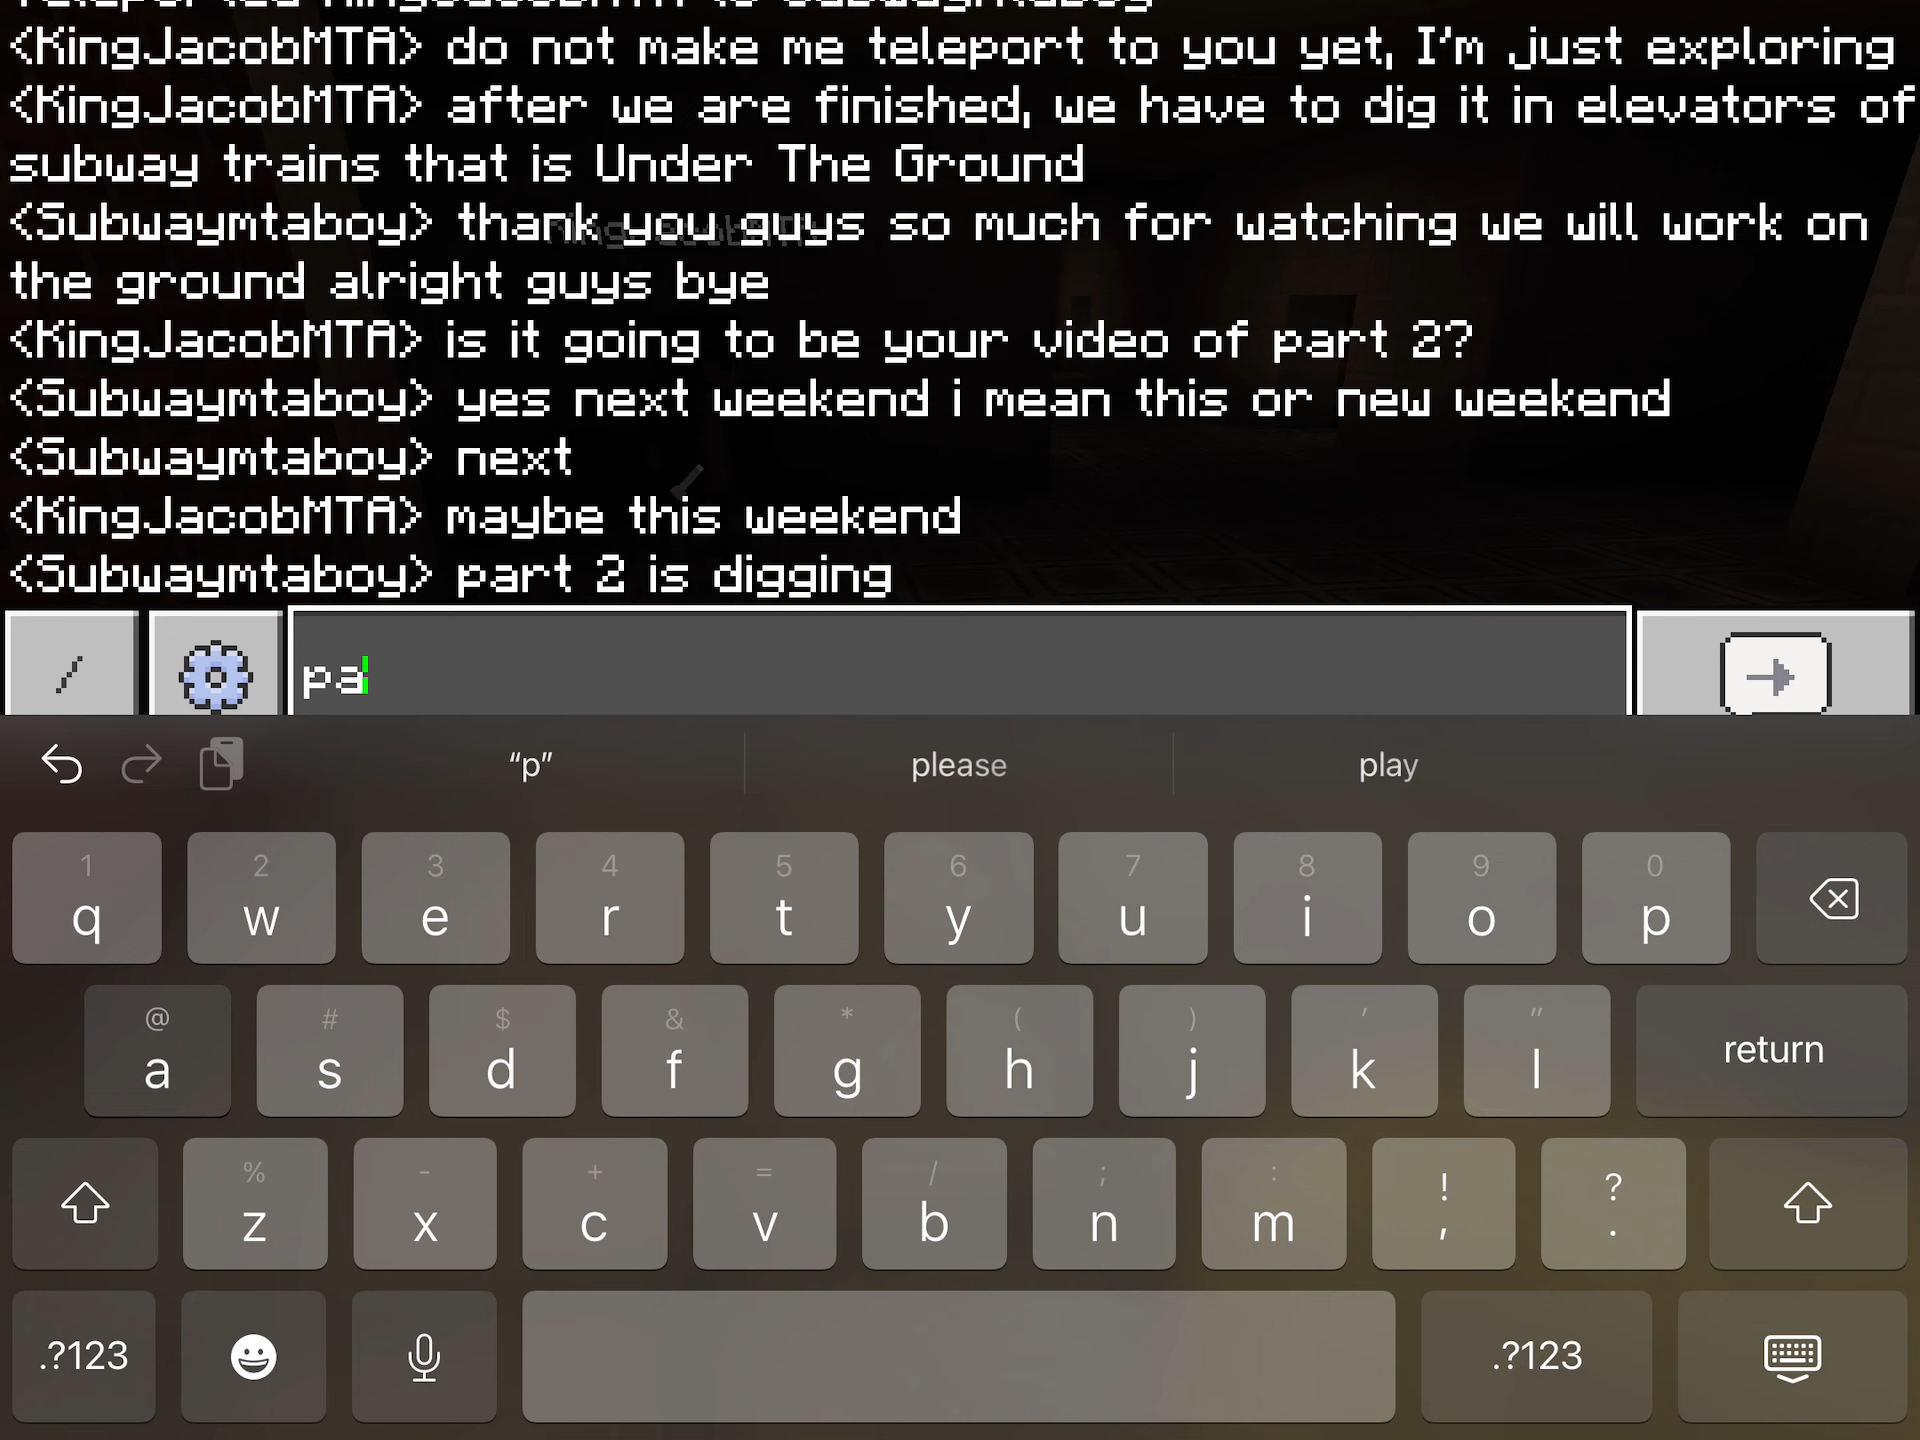 Teleported KingJacobMTA to Subwaymtaboy
<KingJacobMTA> do not make me teleport to you yet, I'm just exploring
<KingJacobMTA> after we are finished, we have to dig it in elevators of
subway trains that is Under The Ground
<Subwaymtaboy> thank you guys so much for watching we will work on
the ground alright guys bye
<KingJacobMTA> is it going to be your video of part 2?
<Subwaymtaboy> yes next weekend i mean this or new weekend
<Subwaymtaboy> next
<KingJacobMTA> maybe this weekend
<Subwaymtaboy> part 2 is digging
KingJacobMTA
/ pa
“p” please play
1 2 3 4 5 6 7 8 9 0
q w e r t y u i o p
@ # $ & * ( ) ' "
a s d f g h j k l return
% - + = / ; : ! ?
z x c v b n m , .
.?123 .?123